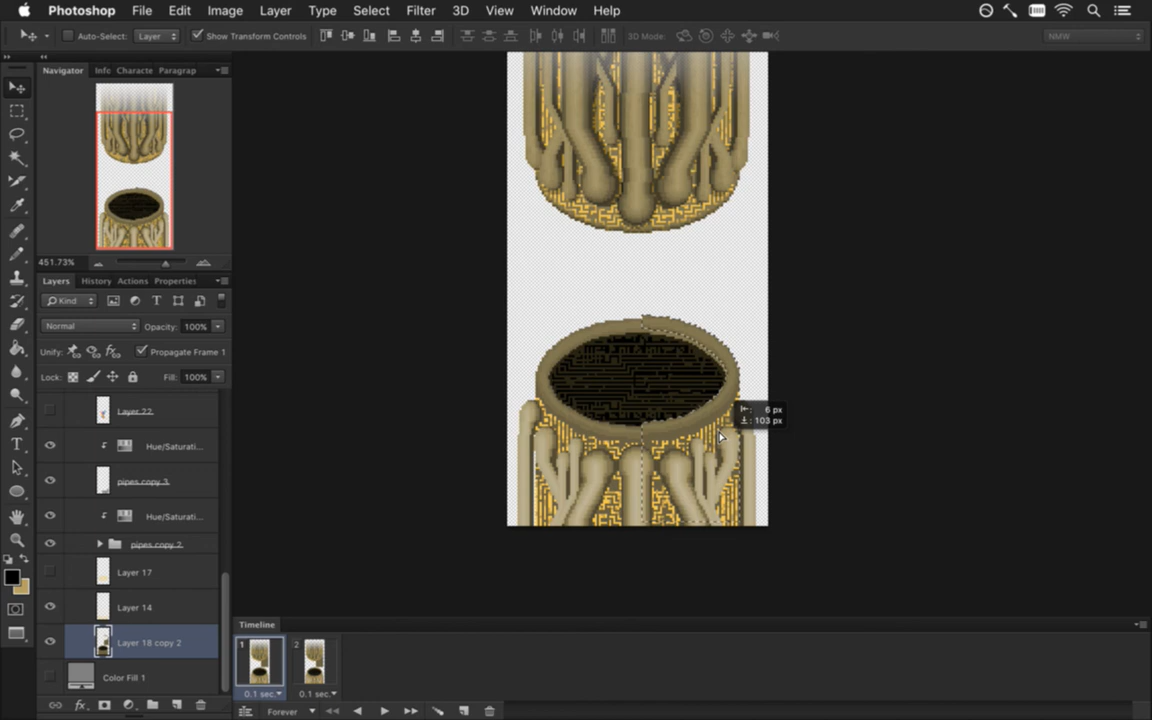 Photoshop File Edit Image Layer Type Select Filter 3D View Window Help
Auto-Select: Layer Show Transform Controls 3D Mode: NMW
Navigator Info Characte Paragrap
451.73%
Layers History Actions Properties
Kind
Normal Opacity: 100%
Unify: Propagate Frame 1
Lock: Fill: 100%
Layer 22
Hue/Saturati...
pipes copy 3
Hue/Saturati...
pipes copy 2
Layer 17
Layer 14
Layer 18 copy 2
Color Fill 1
6 px
103 px
Timeline
1 2
0.1 sec. 0.1 sec.
Forever